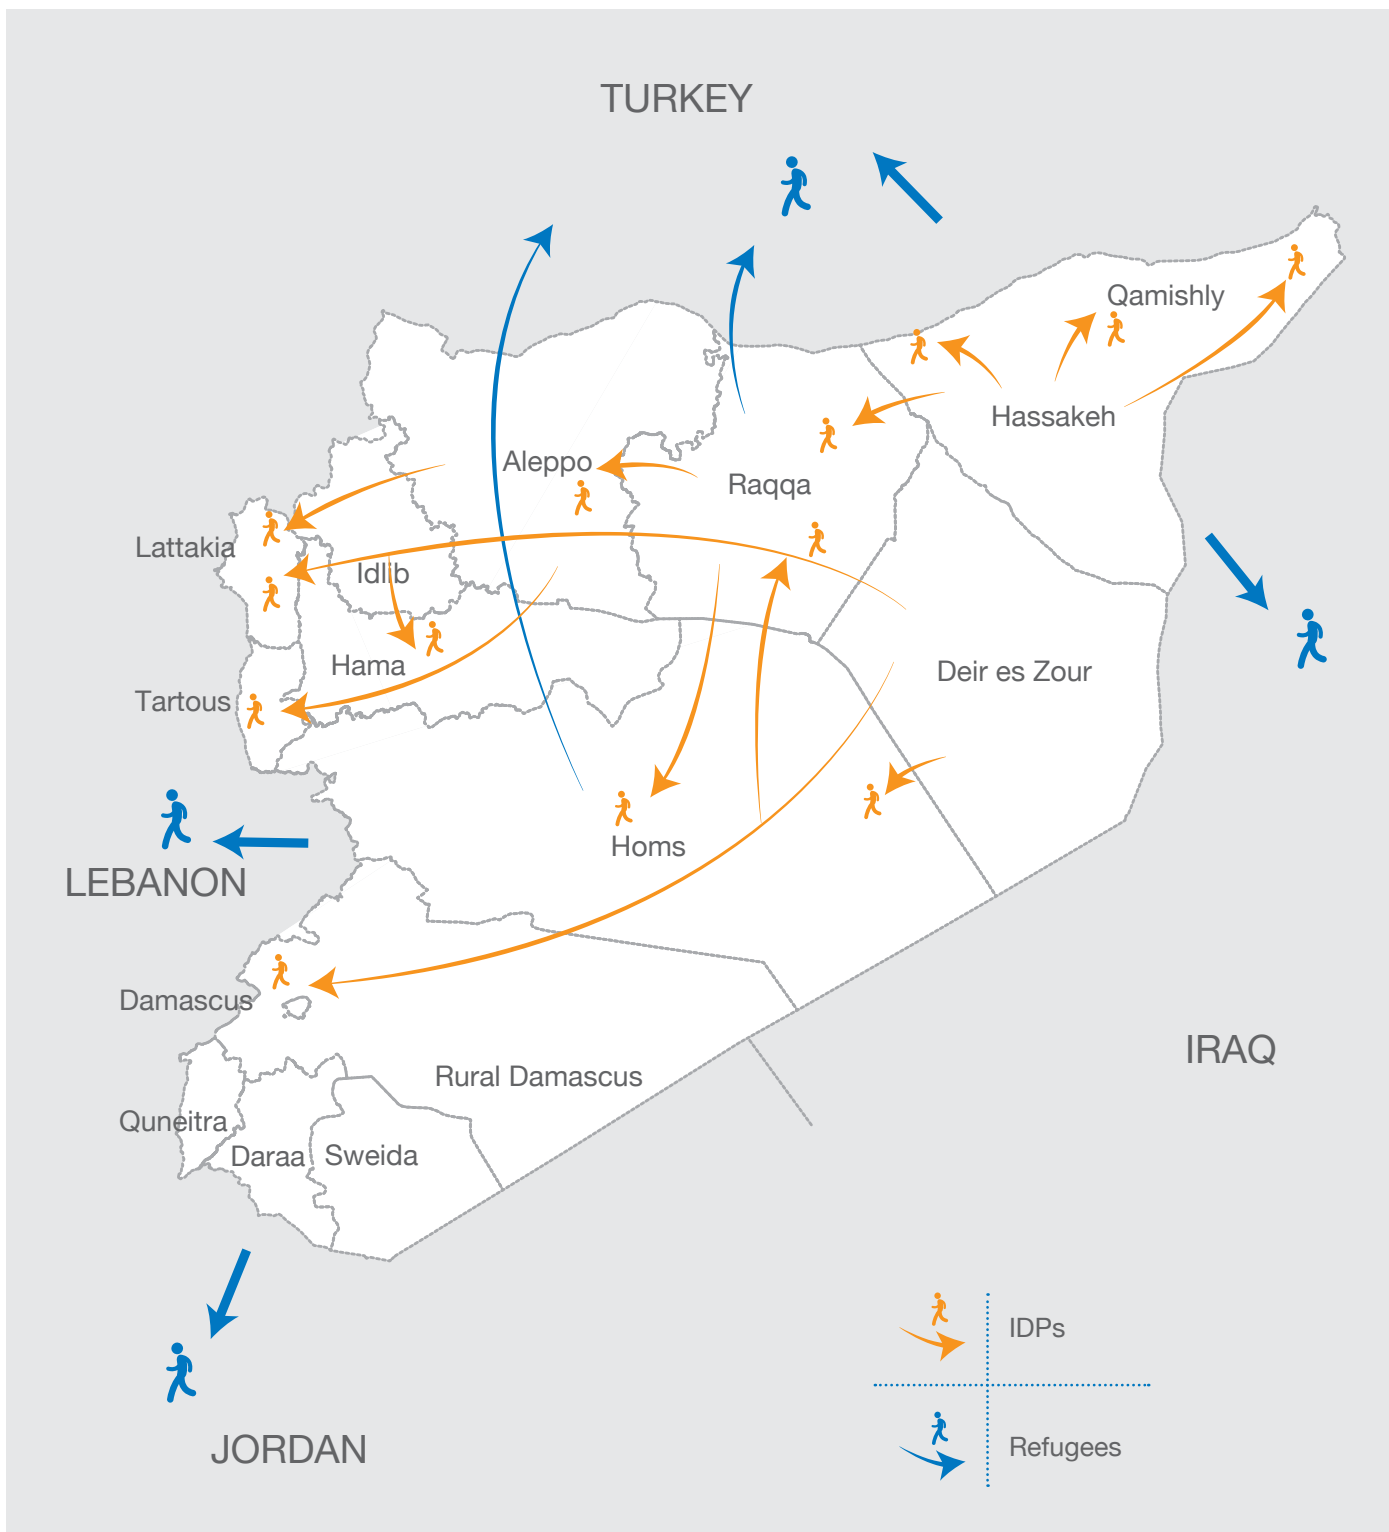 TURKEY
Qamishly
Hassakeh
Aleppo
Raqqa
Lattakia
Idlib
Hama
Deir es Zour
Tartous
Homs
LEBANON
Damascus
IRAQ
Rural Damascus
Quneitra
Daraa
Sweida
IDPs
JORDAN
Refugees